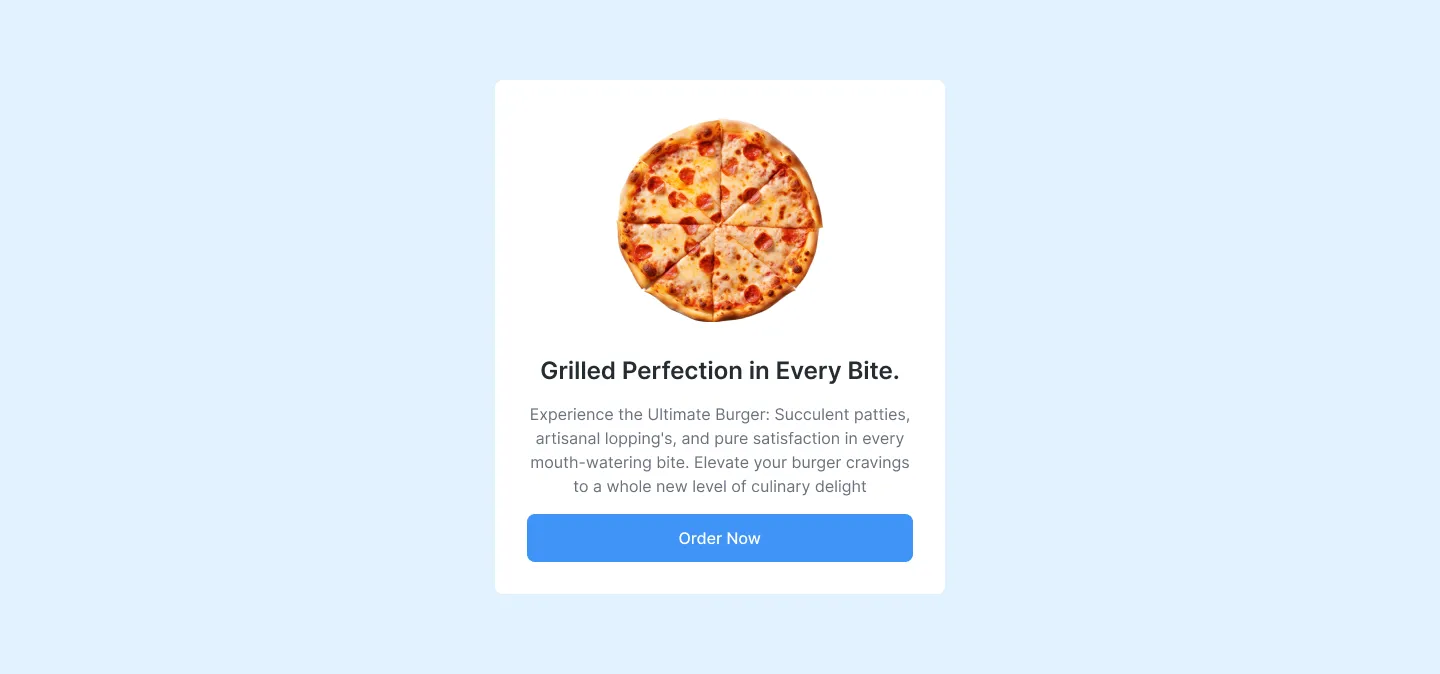 Grilled Perfection in Every Bite.
Experience the Ultimate Burger: Succulent patties,
artisanal lopping's, and pure satisfaction in every
mouth-watering bite. Elevate your burger cravings
to a whole new level of culinary delight
Order Now